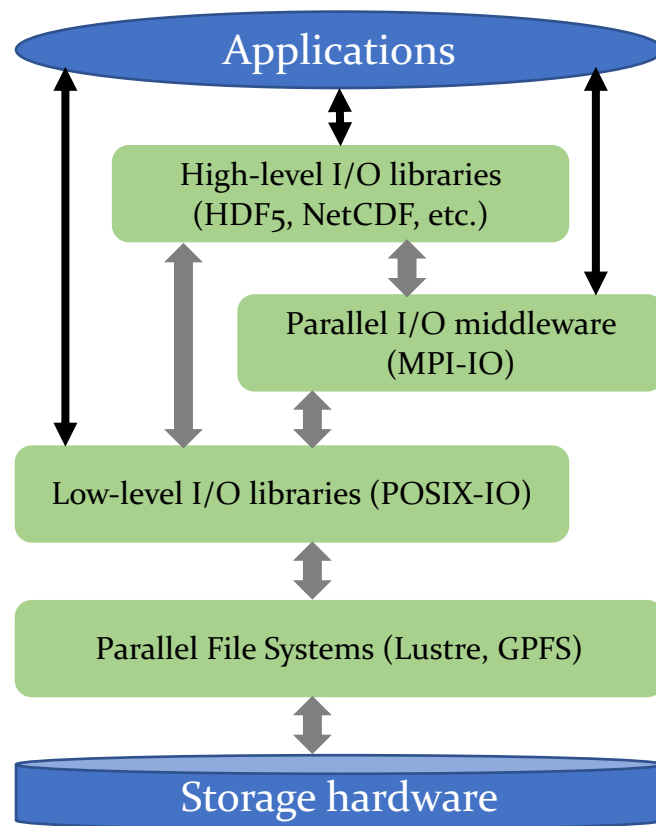 Applications
High-level I/O libraries
(HDF5, NetCDF, etc.)
Parallel I/O middleware
(MPI-IO)
Low-level I/O libraries (POSIX-IO)
Parallel File Systems (Lustre, GPFS)
Storage hardware